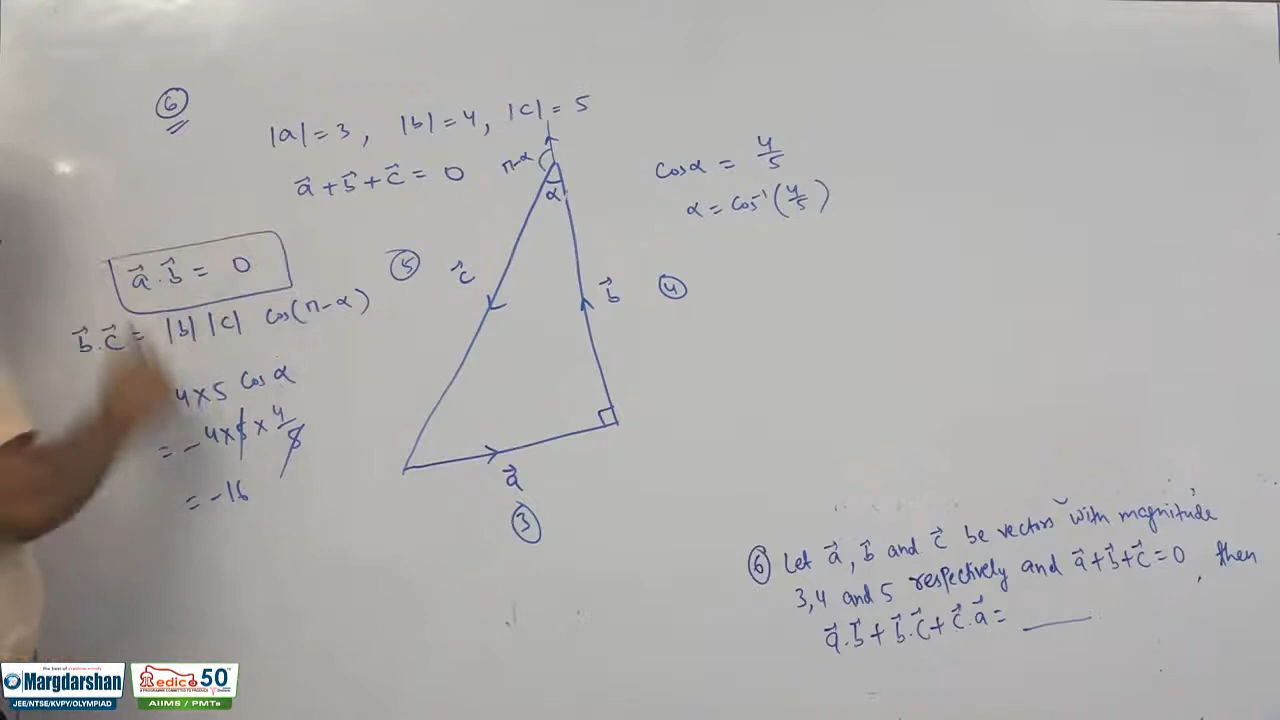 ⑥
|a| = 3, |b| = 4, |c| = 5
a⃗ + b⃗ + c⃗ = 0
π-α
α
cosα = 4/5
α = cos⁻¹(4/5)
a⃗.b⃗ = 0
b⃗.c⃗ = |b| |c| cos(π-α)
4×5 cosα
= -4×5×4/5
= -16
⑤
c⃗
b⃗
④
a⃗
③
⑥ Let a⃗, b⃗ and c⃗ be vectors with magnitude
3,4 and 5 respectively and a⃗+b⃗+c⃗=0, then
a⃗.b⃗+b⃗.c⃗+c⃗.a⃗= ____
Margdarshan
JEE/NTSE/KVPY/OLYMPIAD
Medico 50
AIIMS / PMTs